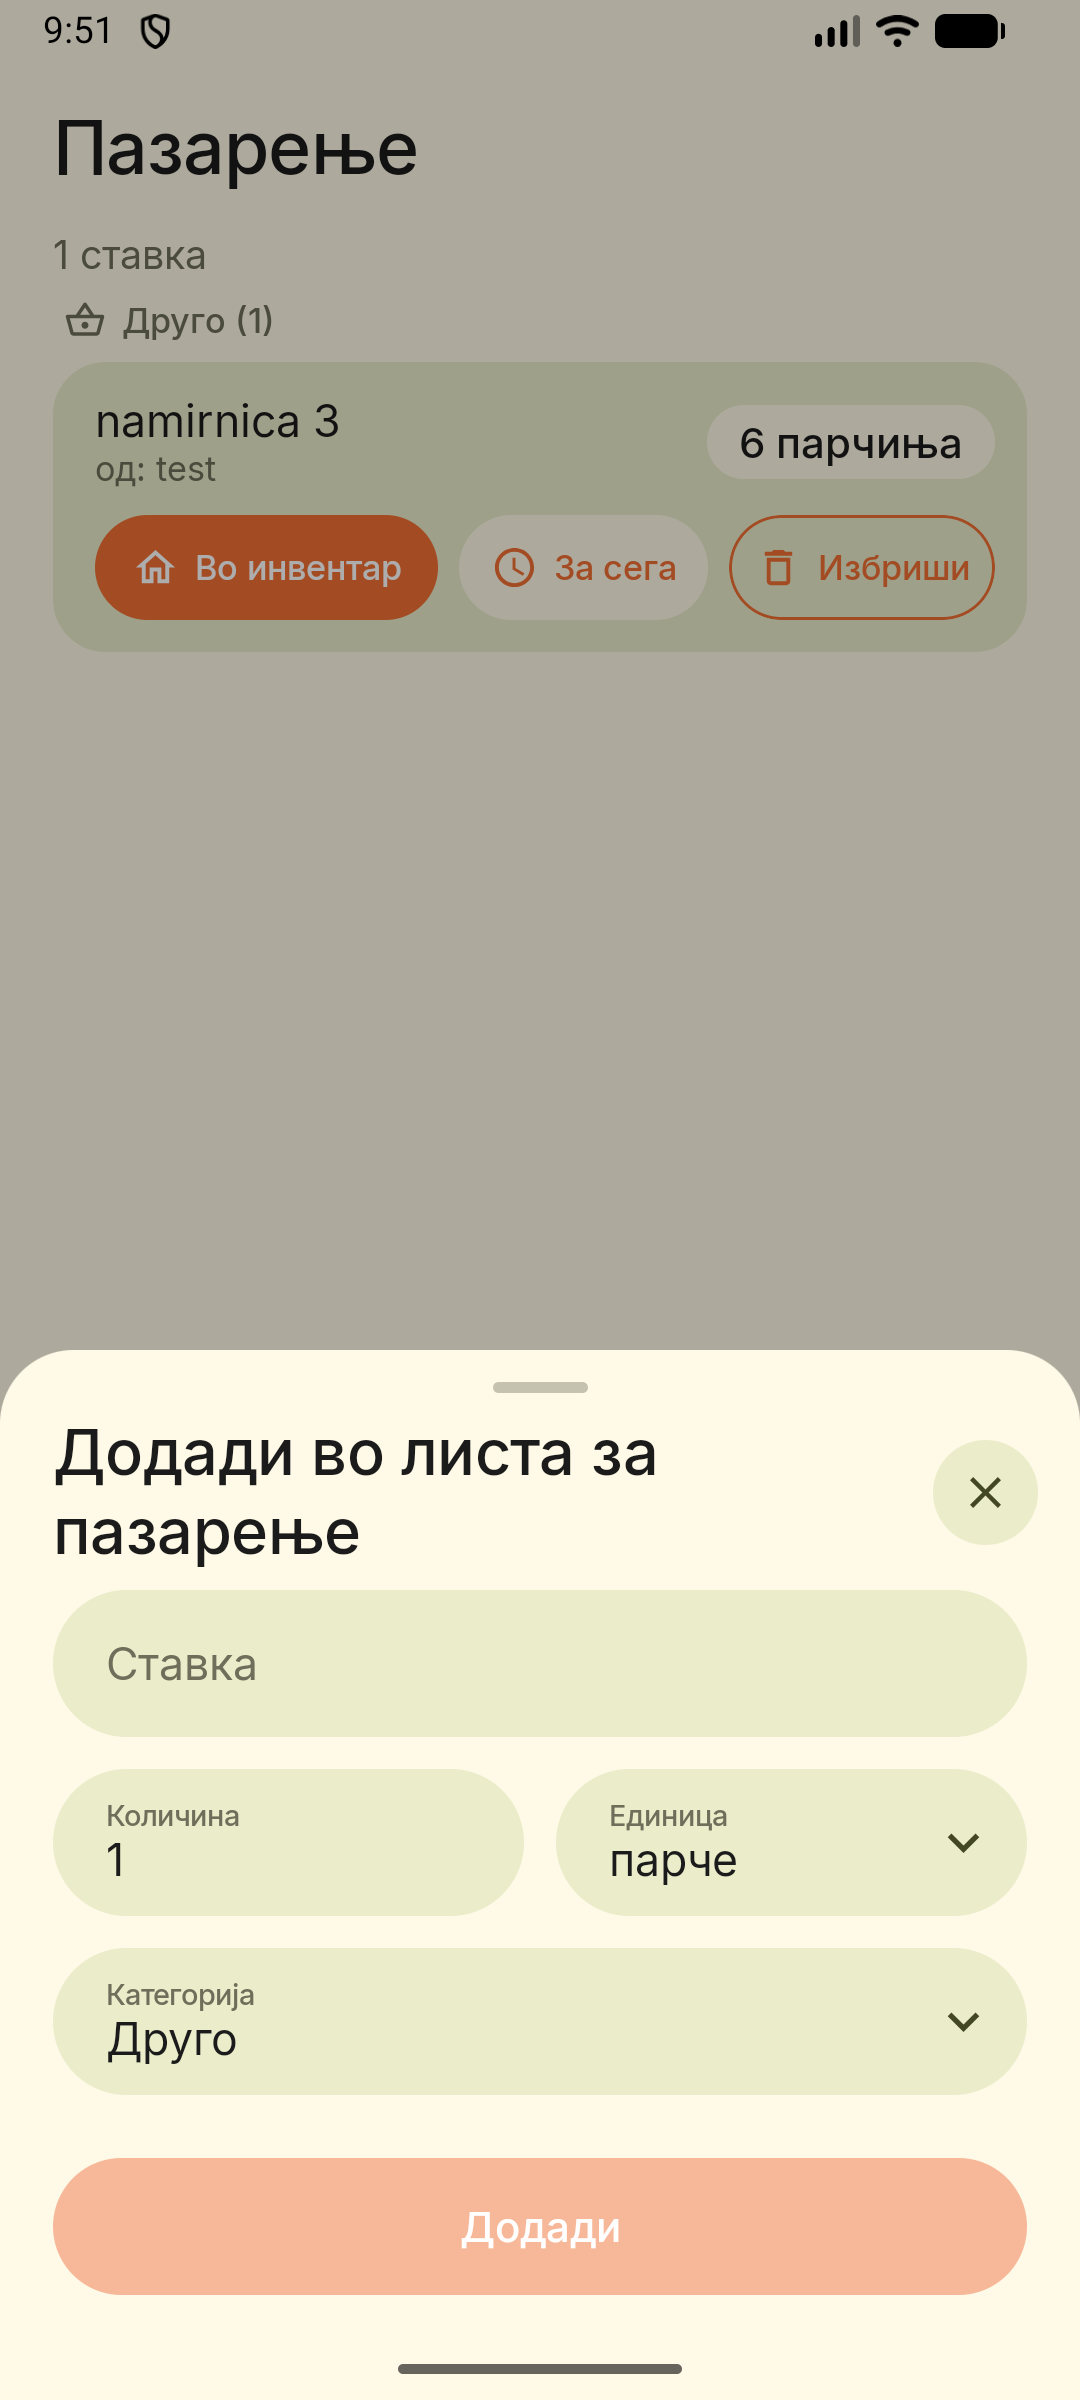 9:51
Пазарење
1 ставка
Друго (1)
namirnica 3
6 парчиња
од: test
Во инвентар
За сега
Избриши
Додади во листа за
пазарење
Ставка
Количина
1
Единица
парче
Категорија
Друго
Додади